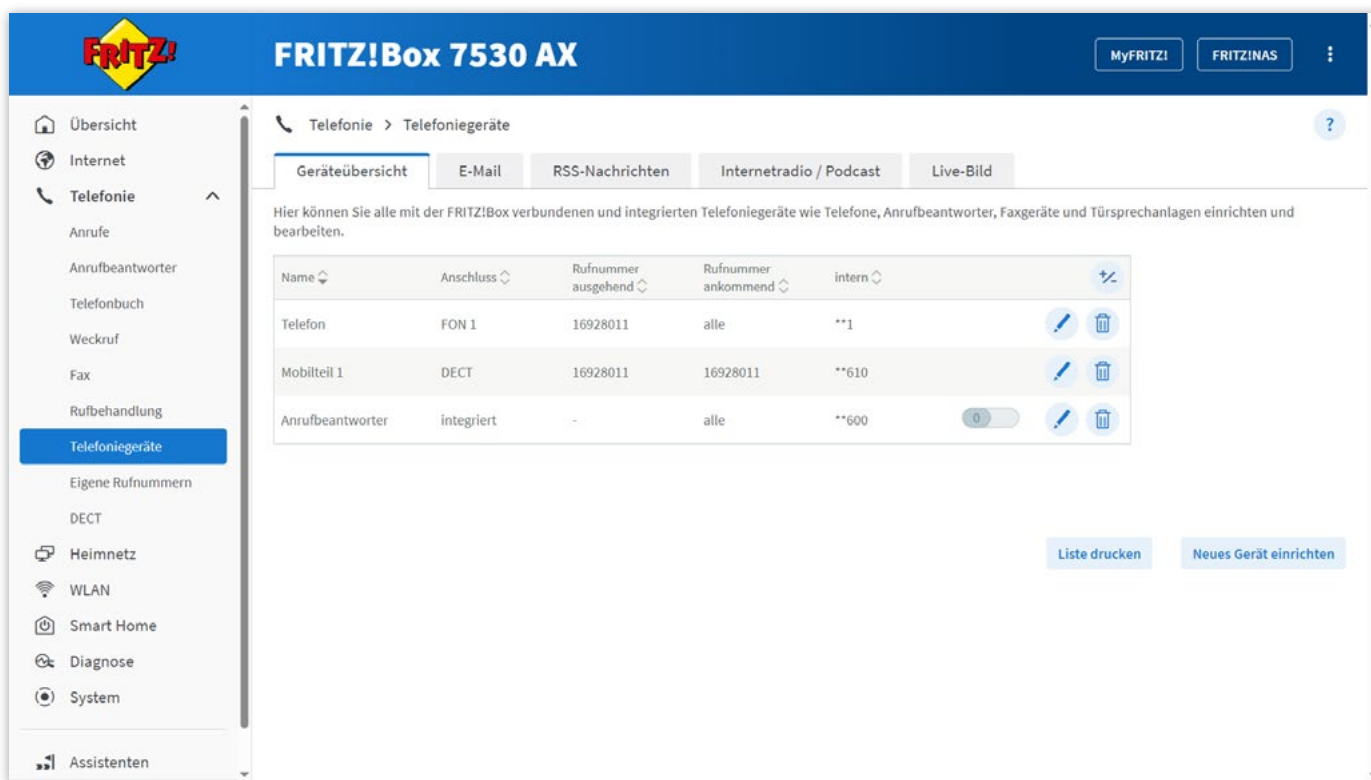 FRITZ!
FRITZ!Box 7530 AX
MyFRITZ!
FRITZ!NAS
Übersicht
Internet
Telefonie
Anrufe
Anrufbeantworter
Telefonbuch
Weckruf
Fax
Rufbehandlung
Telefoniegeräte
Eigene Rufnummern
DECT
Heimnetz
WLAN
Smart Home
Diagnose
System
Assistenten
Telefonie > Telefoniegeräte
?
Geräteübersicht E-Mail RSS-Nachrichten Internetradio / Podcast Live-Bild
Hier können Sie alle mit der FRITZ!Box verbundenen und integrierten Telefoniegeräte wie Telefone, Anrufbeantworter, Faxgeräte und Türsprechanlagen einrichten und
bearbeiten.
Name Anschluss Rufnummer ausgehend Rufnummer ankommend intern +/-
Telefon FON 1 16928011 alle **1
Mobilteil 1 DECT 16928011 16928011 **610
Anrufbeantworter integriert - alle **600 0
Liste drucken Neues Gerät einrichten